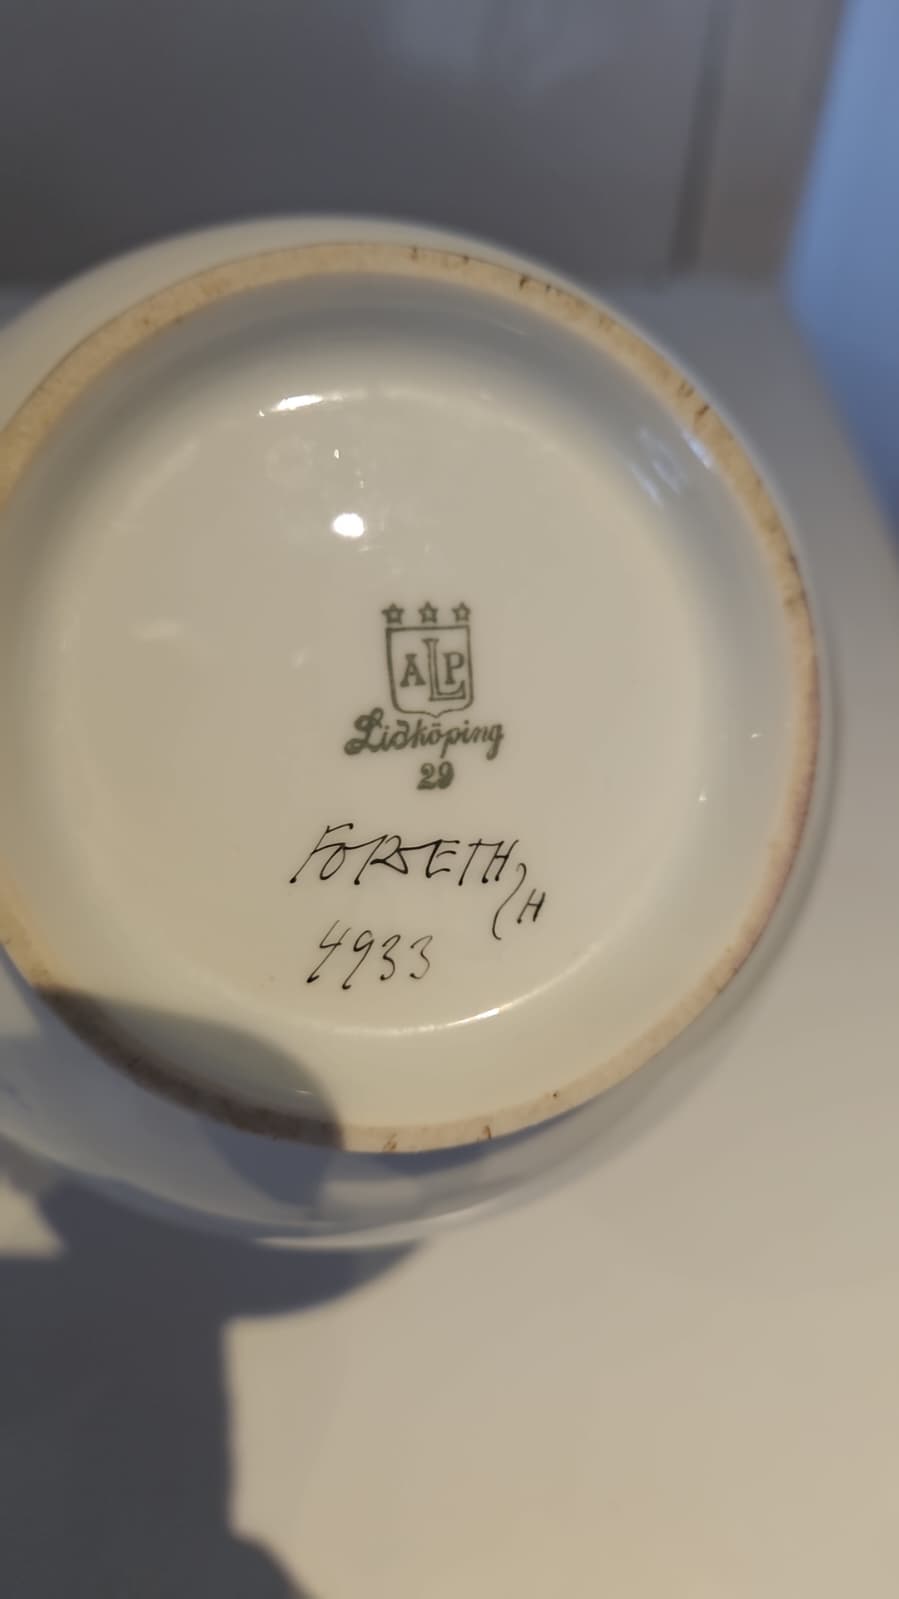 ALP
Lidköping
29
FORSETH
H
4933